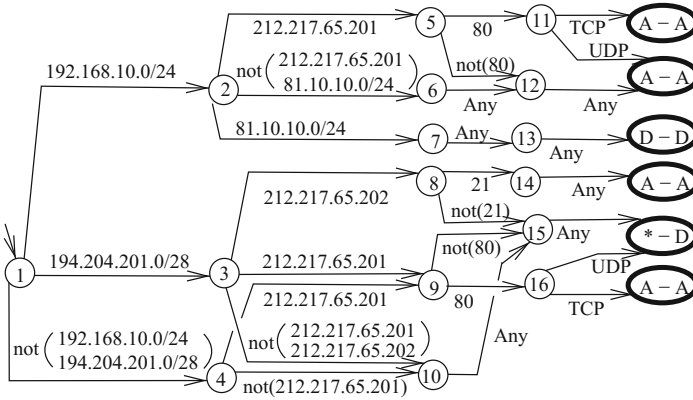 212.217.65.201
5
80
11
TCP
A – A
UDP
192.168.10.0/24
2
not(212.217.65.201
81.10.10.0/24)
not(80)
6
Any
12
Any
A – A
81.10.10.0/24
7
Any
13
Any
D – D
212.217.65.202
8
21
14
Any
A – A
not(21)
15
Any
* – D
1
194.204.201.0/28
3
212.217.65.201
not(80)
9
80
16
UDP
TCP
A – A
212.217.65.201
not(192.168.10.0/24
194.204.201.0/28)
4
not(212.217.65.201
212.217.65.202)
Any
10
not(212.217.65.201)